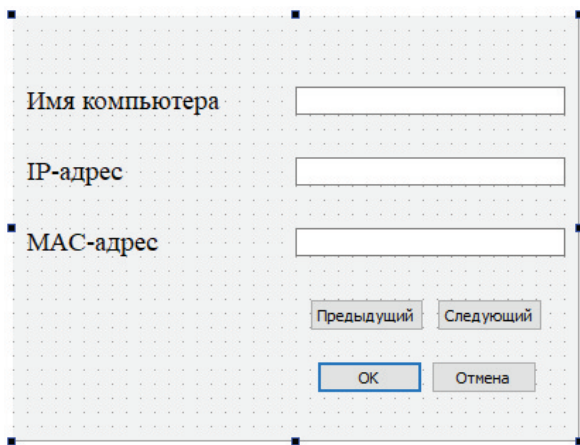 Имя компьютера
IP-адрес
MAC-адрес
Предыдущий Следующий
OK Отмена